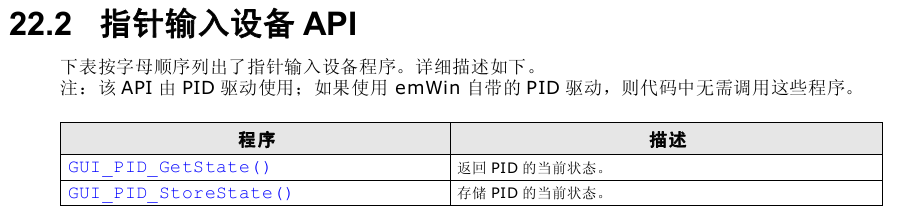 22.2 指针输入设备 API
下表按字母顺序列出了指针输入设备程序。详细描述如下。
注：该 API 由 PID 驱动使用；如果使用 emWin 自带的 PID 驱动，则代码中无需调用这些程序。
程序 描述
GUI_PID_GetState() 返回 PID 的当前状态。
GUI_PID_StoreState() 存储 PID 的当前状态。